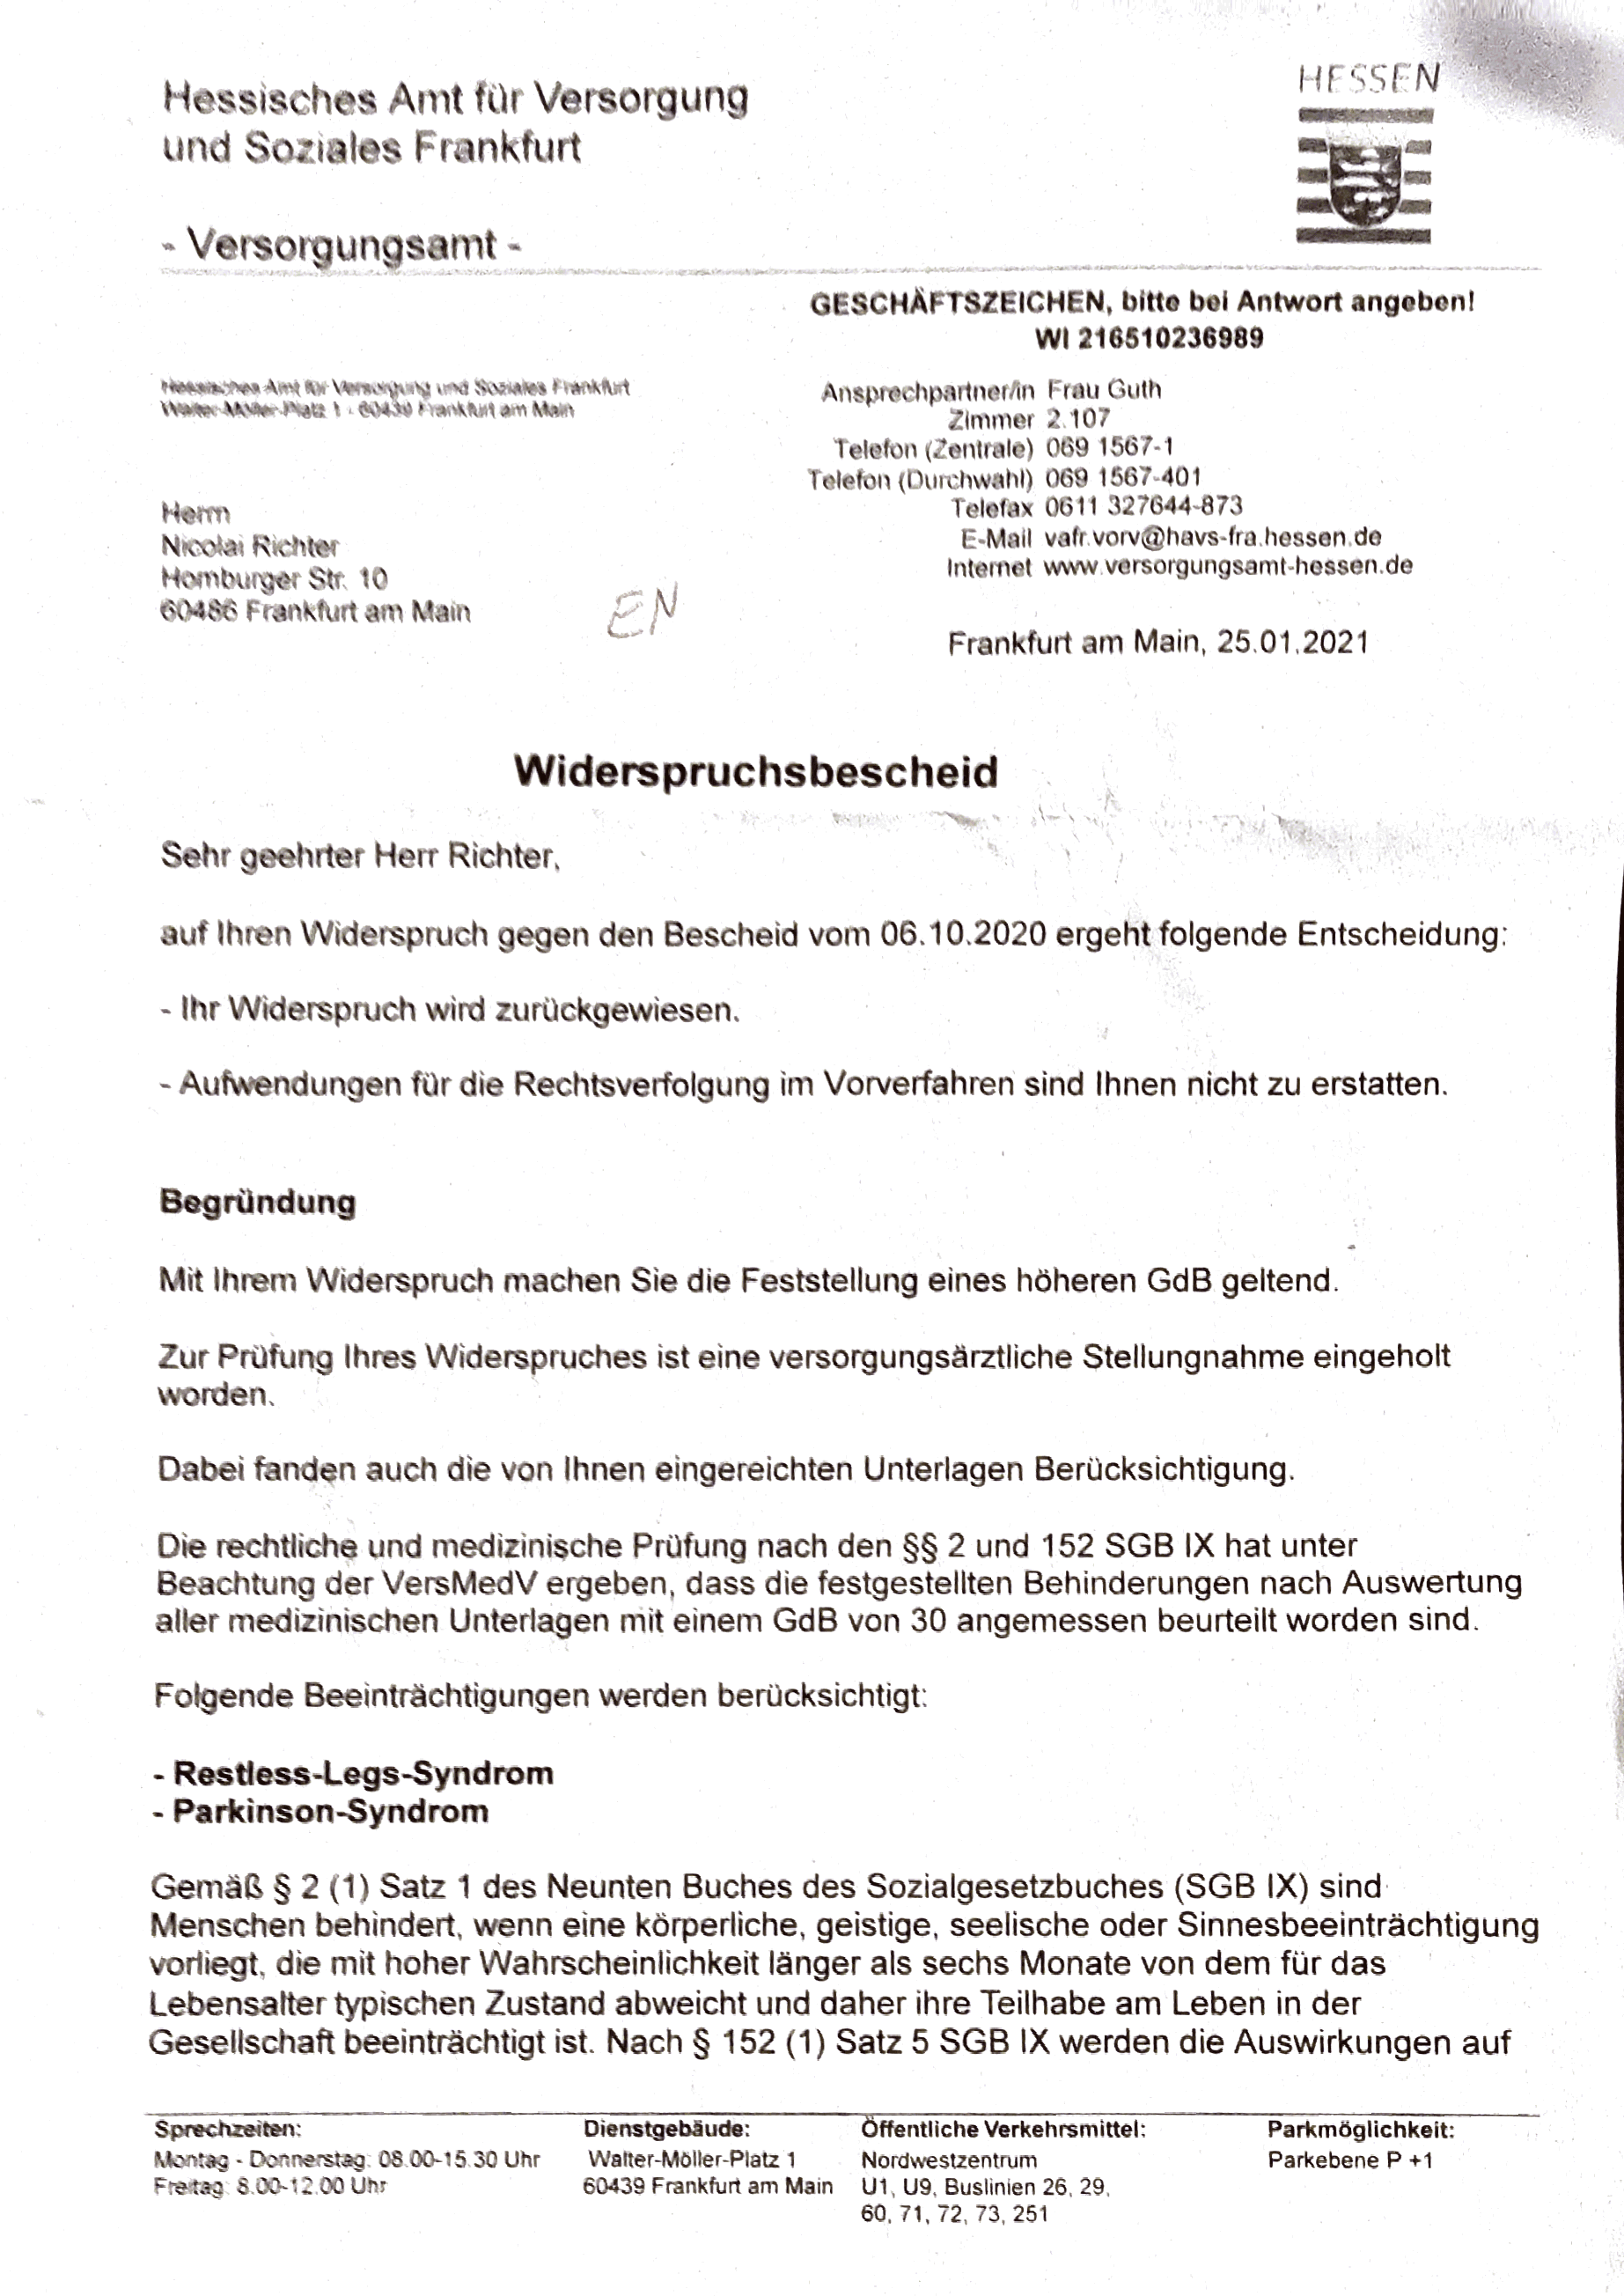 Hessisches Amt für Versorgung
und Soziales Frankfurt
- Versorgungsamt -
HESSEN
GESCHÄFTSZEICHEN, bitte bei Antwort angeben!
WI 216510236989
Hessisches Amt für Versorgung und Soziales Frankfurt
Walter-Möller-Platz 1 - 60439 Frankfurt am Main
Ansprechpartner/in Frau Guth
Zimmer 2.107
Telefon (Zentrale) 069 1567-1
Telefon (Durchwahl) 069 1567-401
Telefax 0611 327644-873
E-Mail vafr.vorv@havs-fra.hessen.de
Internet www.versorgungsamt-hessen.de
Herrn
Nicolai Richter
Homburger Str. 10
60486 Frankfurt am Main
EN
Frankfurt am Main, 25.01.2021
Widerspruchsbescheid
Sehr geehrter Herr Richter,
auf Ihren Widerspruch gegen den Bescheid vom 06.10.2020 ergeht folgende Entscheidung:
- Ihr Widerspruch wird zurückgewiesen.
- Aufwendungen für die Rechtsverfolgung im Vorverfahren sind Ihnen nicht zu erstatten.
Begründung
Mit Ihrem Widerspruch machen Sie die Feststellung eines höheren GdB geltend.
Zur Prüfung Ihres Widerspruches ist eine versorgungsärztliche Stellungnahme eingeholt
worden.
Dabei fanden auch die von Ihnen eingereichten Unterlagen Berücksichtigung.
Die rechtliche und medizinische Prüfung nach den §§ 2 und 152 SGB IX hat unter
Beachtung der VersMedV ergeben, dass die festgestellten Behinderungen nach Auswertung
aller medizinischen Unterlagen mit einem GdB von 30 angemessen beurteilt worden sind.
Folgende Beeinträchtigungen werden berücksichtigt:
- Restless-Legs-Syndrom
- Parkinson-Syndrom
Gemäß § 2 (1) Satz 1 des Neunten Buches des Sozialgesetzbuches (SGB IX) sind
Menschen behindert, wenn eine körperliche, geistige, seelische oder Sinnesbeeinträchtigung
vorliegt, die mit hoher Wahrscheinlichkeit länger als sechs Monate von dem für das
Lebensalter typischen Zustand abweicht und daher ihre Teilhabe am Leben in der
Gesellschaft beeinträchtigt ist. Nach § 152 (1) Satz 5 SGB IX werden die Auswirkungen auf
Sprechzeiten:
Montag - Donnerstag: 08.00-15.30 Uhr
Freitag: 8.00-12.00 Uhr
Dienstgebäude:
Walter-Möller-Platz 1
60439 Frankfurt am Main
Öffentliche Verkehrsmittel:
Nordwestzentrum
U1, U9, Buslinien 26, 29,
60, 71, 72, 73, 251
Parkmöglichkeit:
Parkebene P +1